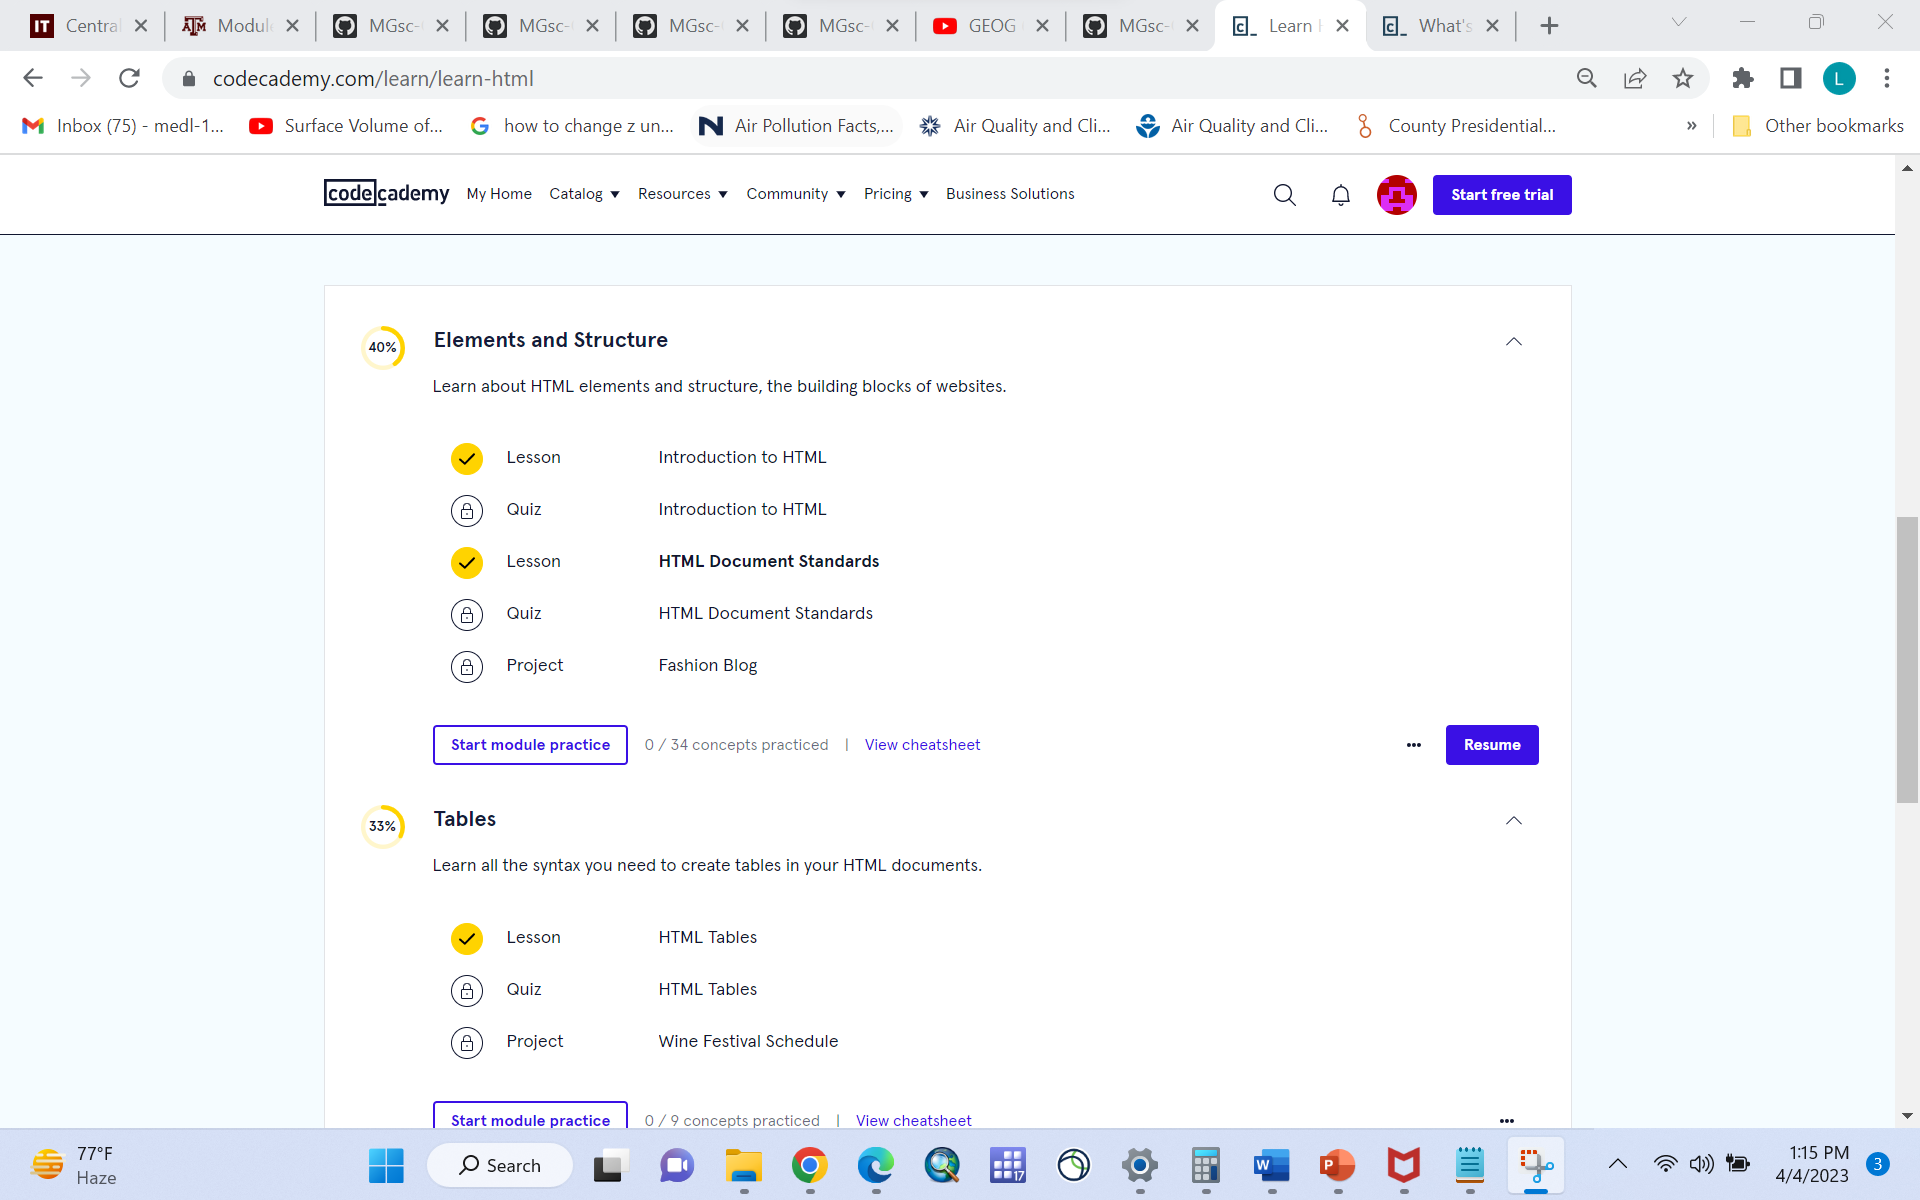 Central
Modul
MGsc-
MGsc-
MGsc-
MGsc-
GEOG
MGsc-
Learn
What's
codecademy.com/learn/learn-html
L
Inbox (75) - medl-1...
Surface Volume of...
how to change z un...
Air Pollution Facts,...
Air Quality and Cli...
Air Quality and Cli...
County Presidential...
»
Other bookmarks
codecademy
My Home
Catalog
Resources
Community
Pricing
Business Solutions
Start free trial
40%
Elements and Structure
Learn about HTML elements and structure, the building blocks of websites.
Lesson Introduction to HTML
Quiz Introduction to HTML
Lesson HTML Document Standards
Quiz HTML Document Standards
Project Fashion Blog
Start module practice 0 / 34 concepts practiced | View cheatsheet Resume
33%
Tables
Learn all the syntax you need to create tables in your HTML documents.
Lesson HTML Tables
Quiz HTML Tables
Project Wine Festival Schedule
Start module practice 0 / 9 concepts practiced | View cheatsheet
77°F
Haze
Search
17
1:15 PM
4/4/2023
3